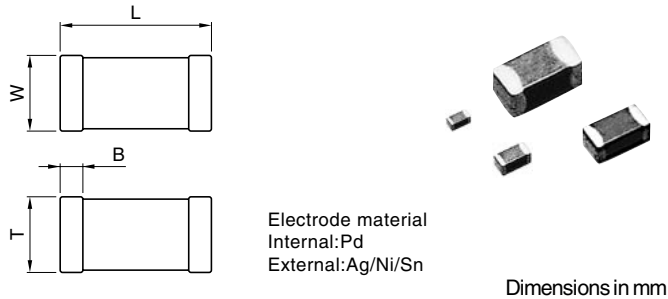 L
W
B
T
Electrode material
Internal:Pd
External:Ag/Ni/Sn
Dimensions in mm